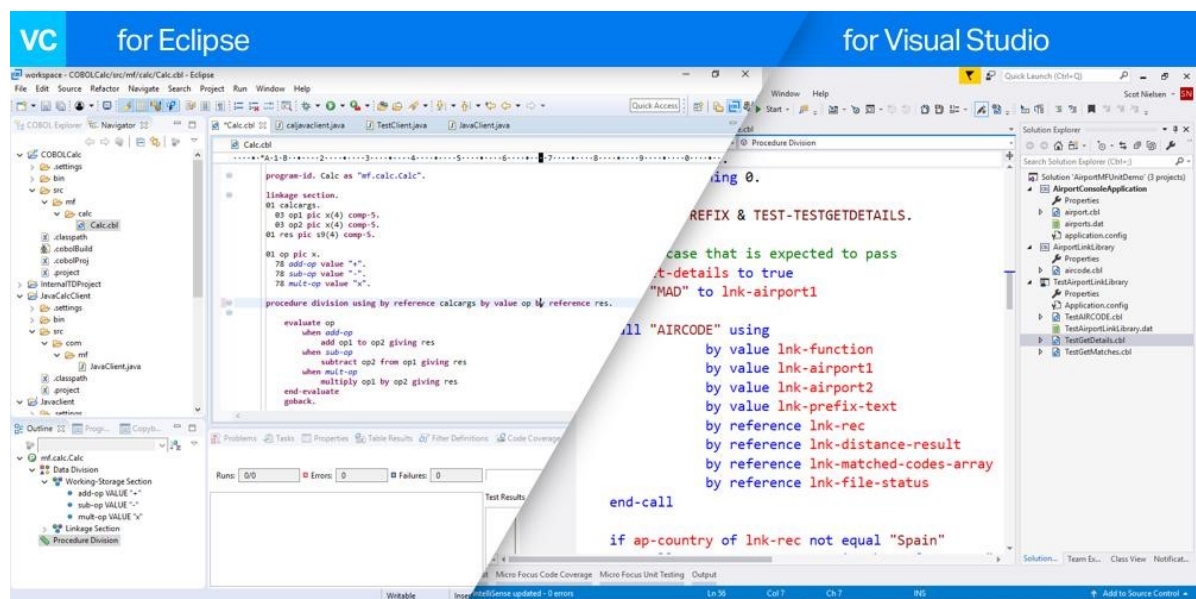 VC for Eclipse
for Visual Studio
workspace - COBOLCalc/src/mf/calc/Calc.cbl - Eclipse
File Edit Source Refactor Navigate Search Project Run Window Help
Quick Access
COBOL Explorer Navigator
COBOLCalc
.settings
bin
src
mf
calc
Calc.cbl
.classpath
.cobolBuild
.cobolProj
.project
InternalTDProject
JavaCalcClient
.settings
bin
src
com
mf
JavaClient.java
.classpath
.project
Javaclient
.settings
*Calc.cbl caljavaclient.java TestClient.java JavaClient.java
Calc.cbl
program-id. Calc as "mf.calc.Calc".
linkage section.
01 calcargs.
03 op1 pic x(4) comp-5.
03 op2 pic x(4) comp-5.
01 res pic s9(4) comp-5.
01 op pic x.
78 add-op value "+".
78 sub-op value "-".
78 mult-op value "x".
procedure division using by reference calcargs by value op by reference res.
evaluate op
when add-op
add op1 to op2 giving res
when sub-op
subtract op2 from op1 giving res
when mult-op
multiply op1 by op2 giving res
end-evaluate
goback.
Outline Progr... Copyb...
mf.calc.Calc
Data Division
Working-Storage Section
add-op VALUE "+"
sub-op VALUE "-"
mult-op VALUE "x"
Linkage Section
Procedure Division
Problems Tasks Properties Table Results Filter Definitions Code Coverage
Runs: 0/0 Errors: 0 Failures: 0
Test Results
Writable
Window Help
Quick Launch (Ctrl+Q)
Scot Nielsen SN
Start
Procedure Division
ing 0.
REFIX & TEST-TESTGETDETAILS.
case that is expected to pass
t-details to true
"MAD" to lnk-airport1
ll "AIRCODE" using
by value lnk-function
by value lnk-airport1
by value lnk-airport2
by value lnk-prefix-text
by reference lnk-rec
by reference lnk-distance-result
by reference lnk-matched-codes-array
by reference lnk-file-status
end-call
if ap-country of lnk-rec not equal "Spain"
Micro Focus Code Coverage Micro Focus Unit Testing Output
IntelliSense updated - 0 errors Ln 56 Col 7 Ch 7 INS Add to Source Control
Solution Explorer
Search Solution Explorer (Ctrl+;)
Solution 'AirportMFUnitDemo' (3 projects)
AirportConsoleApplication
Properties
airport.cbl
airports.dat
application.config
AirportLinkLibrary
Properties
aircode.cbl
TestAirportLinkLibrary
Properties
Application.config
TestAIRCODE.cbl
TestAirportLinkLibrary.dat
TestGetDetails.cbl
TestGetMatches.cbl
Solution... Team Ex... Class View Notificat...